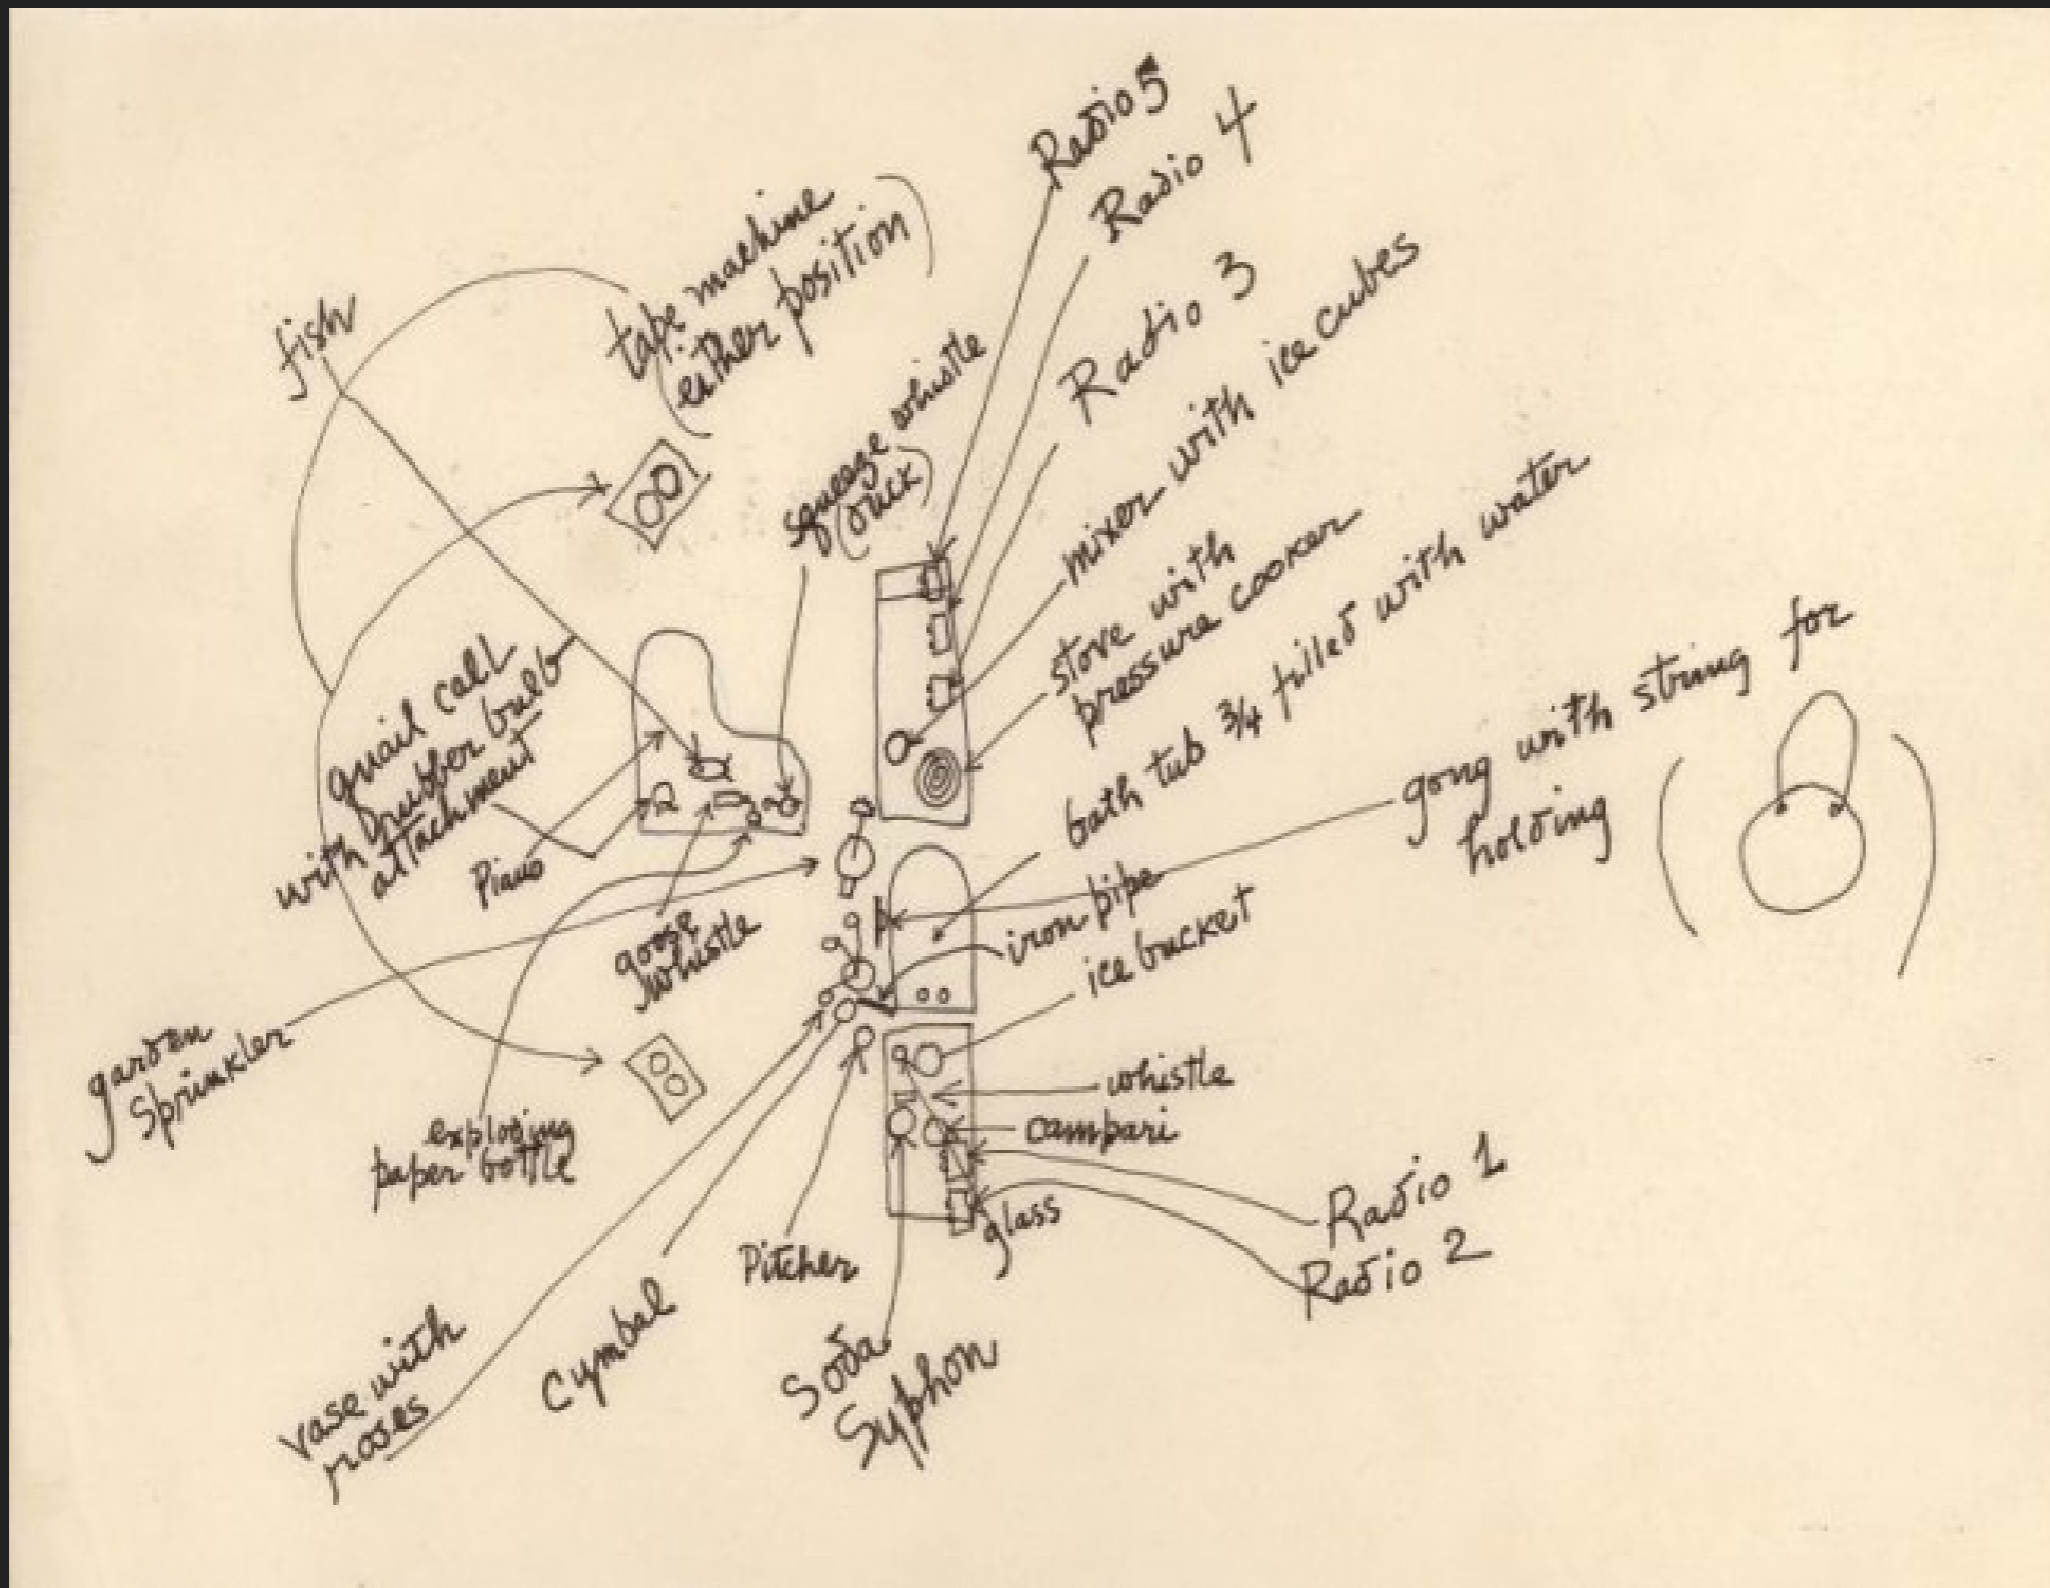 Radio 5
Radio 4
Radio 3
mixer with ice cubes
stove with
pressure cooker
bath tub 3/4 filled with water
gong with string for
holding
iron pipe
ice bucket
whistle
campari
Radio 1
Radio 2
glass
Soda
Syphon
Pitcher
Cymbal
vase with
roses
exploding
paper bottle
garden
Sprinkler
goose
whistle
Piano
quail call
with rubber bulb
attachment
fish
tape machine
either position)
squeeze whistle
(duck)